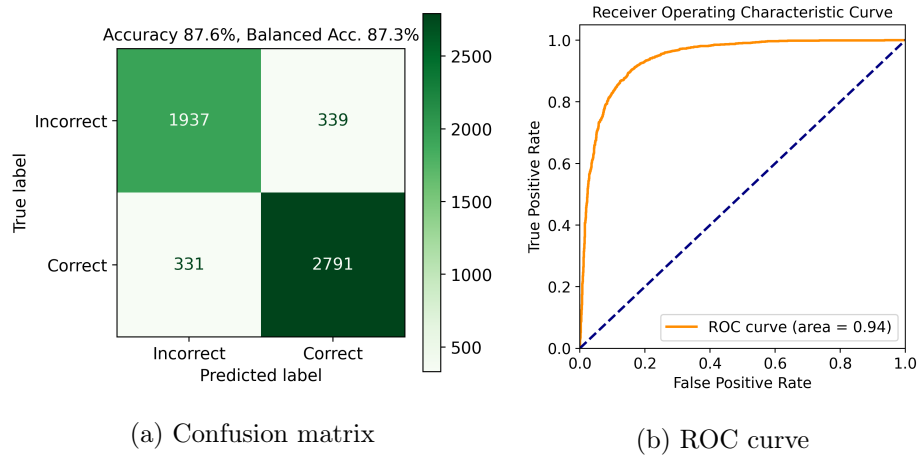 Accuracy 87.6%, Balanced Acc. 87.3%
True label
Incorrect
Correct
1937
339
331
2791
Incorrect
Correct
Predicted label
2500
2000
1500
1000
500
(a) Confusion matrix
Receiver Operating Characteristic Curve
True Positive Rate
1.0
0.8
0.6
0.4
0.2
0.0
ROC curve (area = 0.94)
0.0
0.2
0.4
0.6
0.8
1.0
False Positive Rate
(b) ROC curve